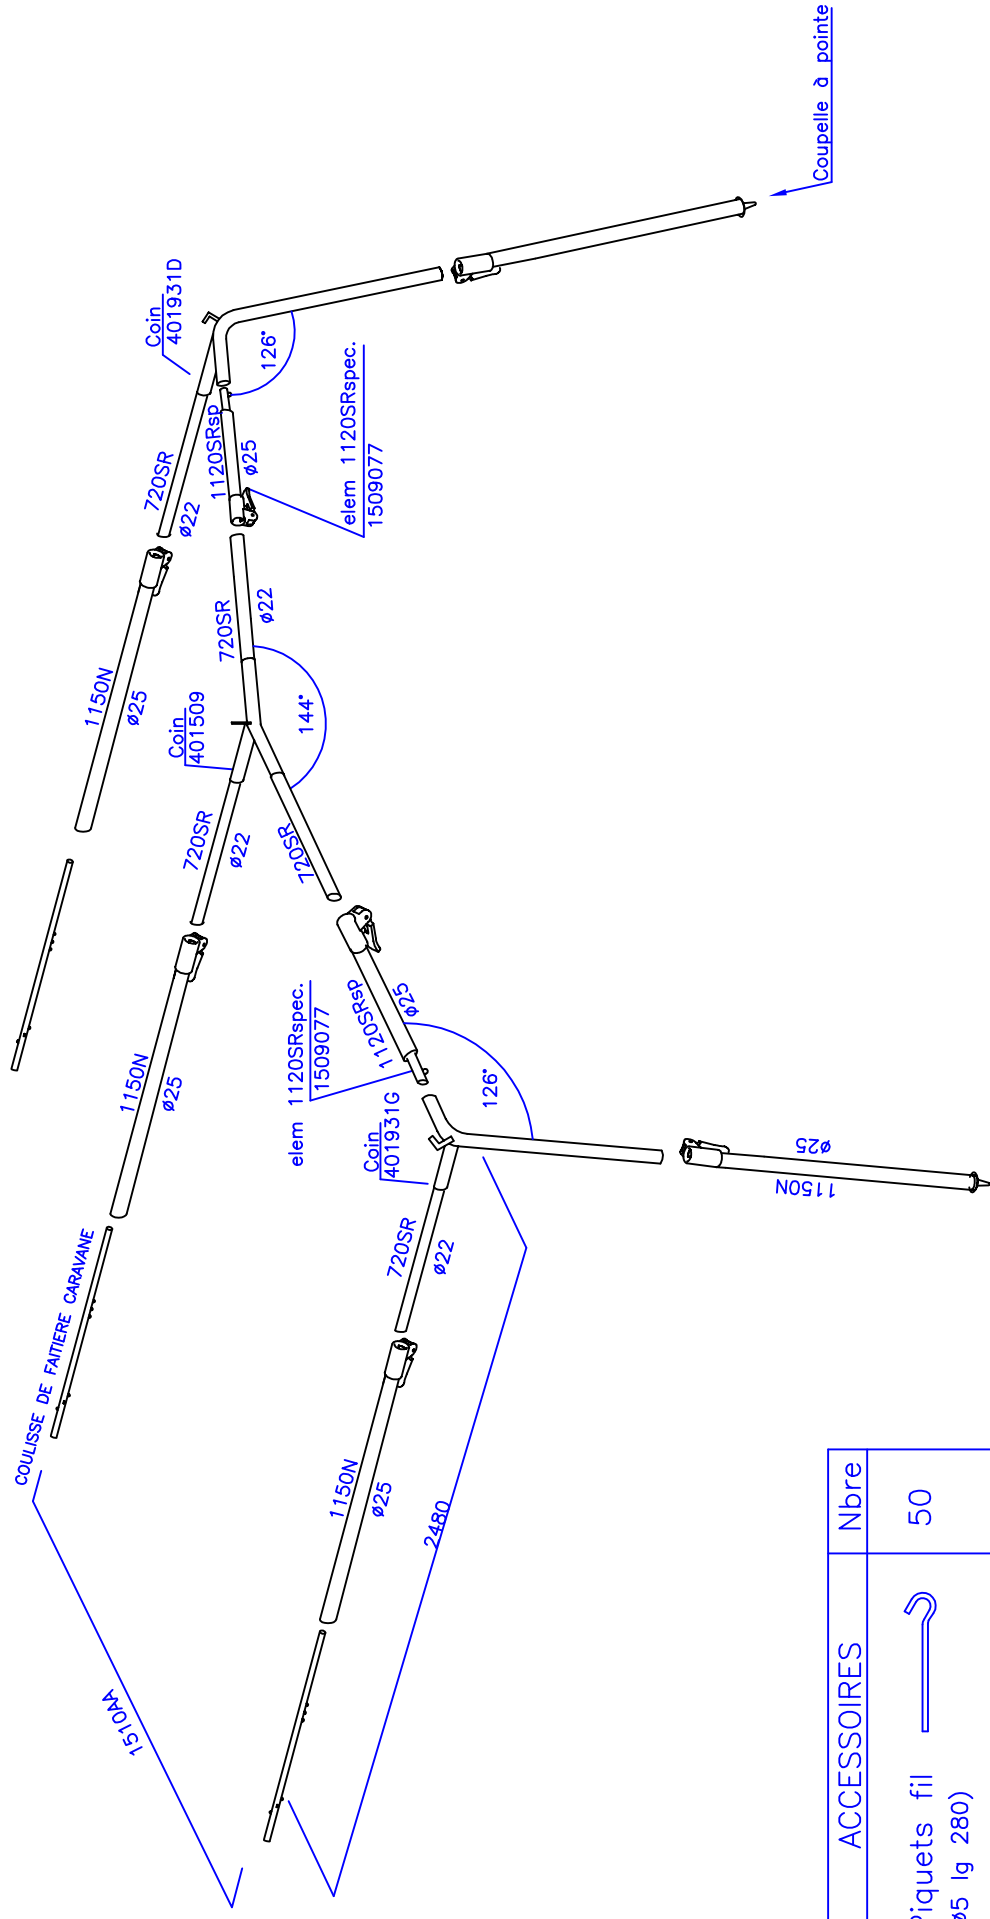 COULISSE DE FAITIERE CARAVANE
1510AA
1150N
ø25
720SR
ø22
Coin
401931D
126°
1120SRsp
ø25
elem 1120SRspec.
1509077
Coupelle à pointe
1150N
ø25
720SR
ø22
Coin
401509
720SR
ø22
144°
720SR
1120SRsp
ø25
elem 1120SRspec.
1509077
126°
Coin
401931G
1150N
ø25
720SR
ø22
2480
1150N
ø25
ACCESSOIRES
Nbre
Piquets fil
50
ø5 lg 280)